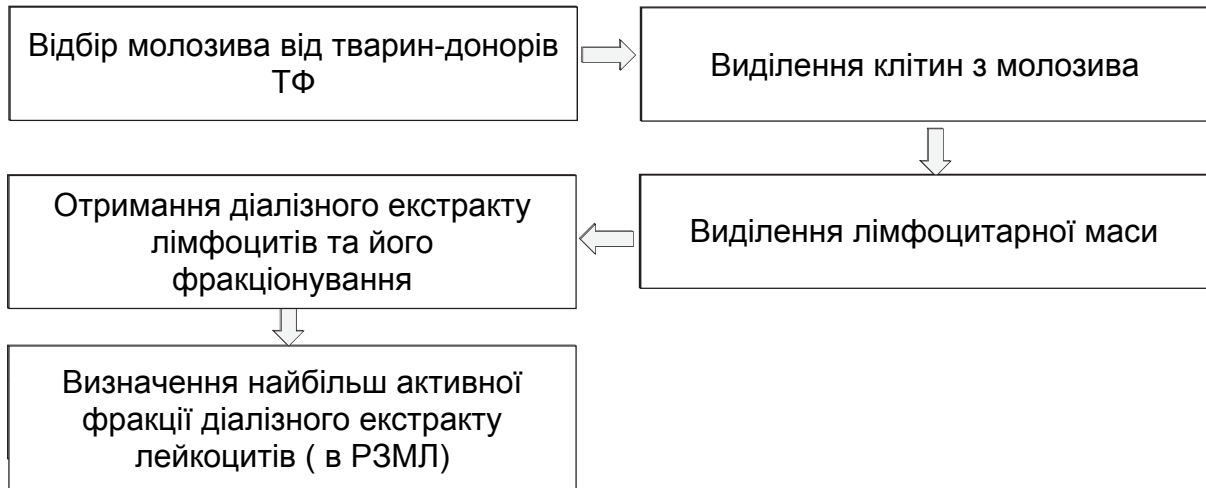 Відбір молозива від тварин-донорів
ТФ
Виділення клітин з молозива
Виділення лімфоцитарної маси
Отримання діалізного екстракту
лімфоцитів та його
фракціонування
Визначення найбільш активної
фракції діалізного екстракту
лейкоцитів ( в РЗМЛ)